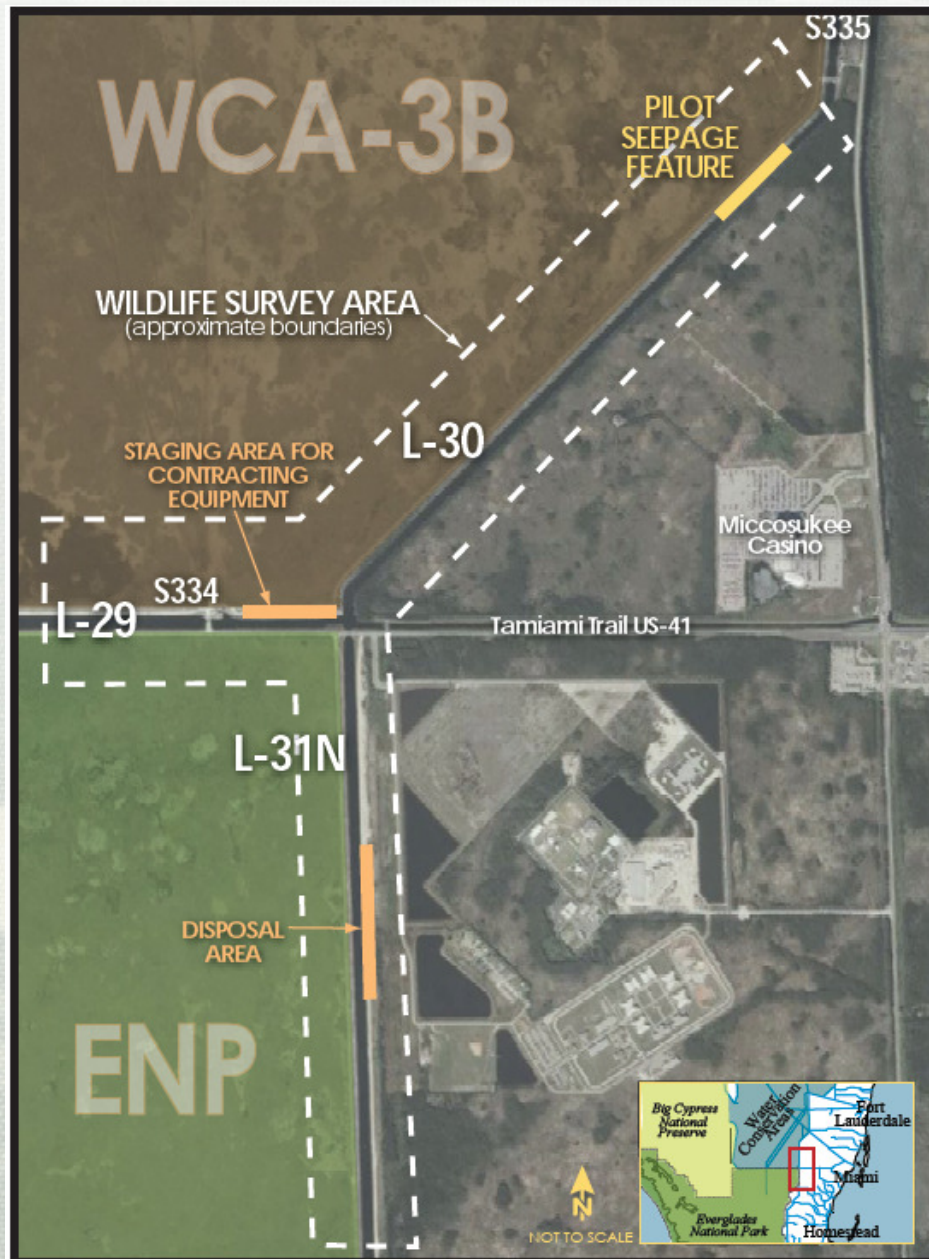 S335
WCA-3B
PILOT
SEEPAGE
FEATURE
WILDLIFE SURVEY AREA
(approximate boundaries)
L-30
STAGING AREA FOR
CONTRACTING
EQUIPMENT
Miccosukee
Casino
S334
L-29
Tamiami Trail US-41
L-31N
DISPOSAL
AREA
ENP
N
NOT TO SCALE
Big Cypress
National
Preserve
Water
Conservation
Areas
Fort
Lauderdale
Miami
Everglades
National Park
Homestead